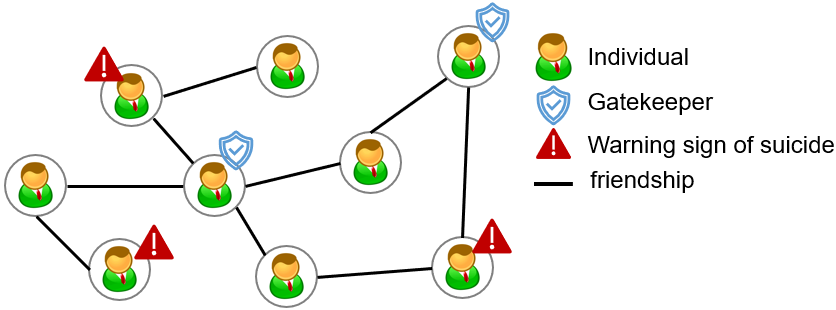 Individual
Gatekeeper
Warning sign of suicide
friendship